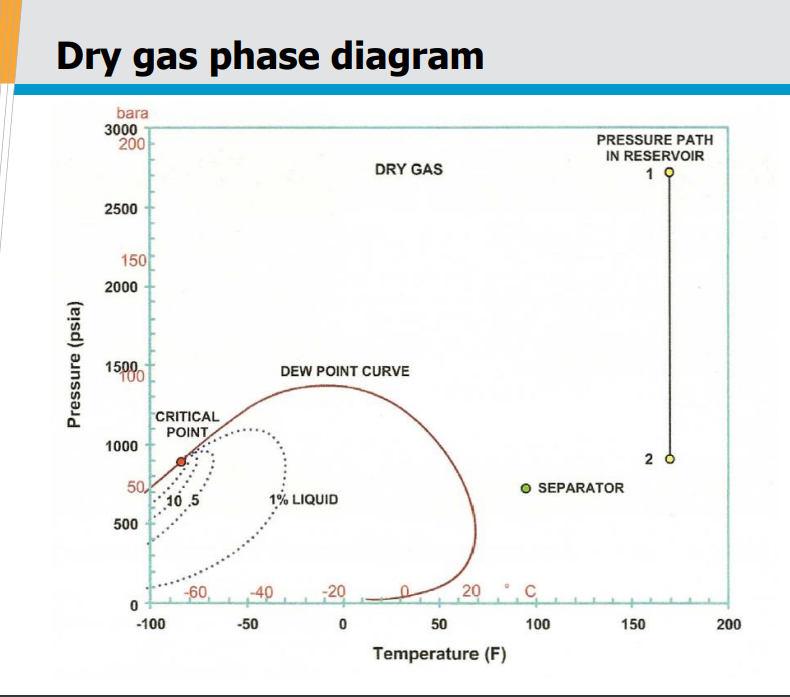 Dry gas phase diagram
bara
3000
200
PRESSURE PATH
IN RESERVOIR
DRY GAS
1
2500
150
2000
Pressure (psia)
1500
100
DEW POINT CURVE
CRITICAL
POINT
1000
2
50
10 5
1% LIQUID
SEPARATOR
500
-60 -40 -20 0 20 ° C
0
-100 -50 0 50 100 150 200
Temperature (F)